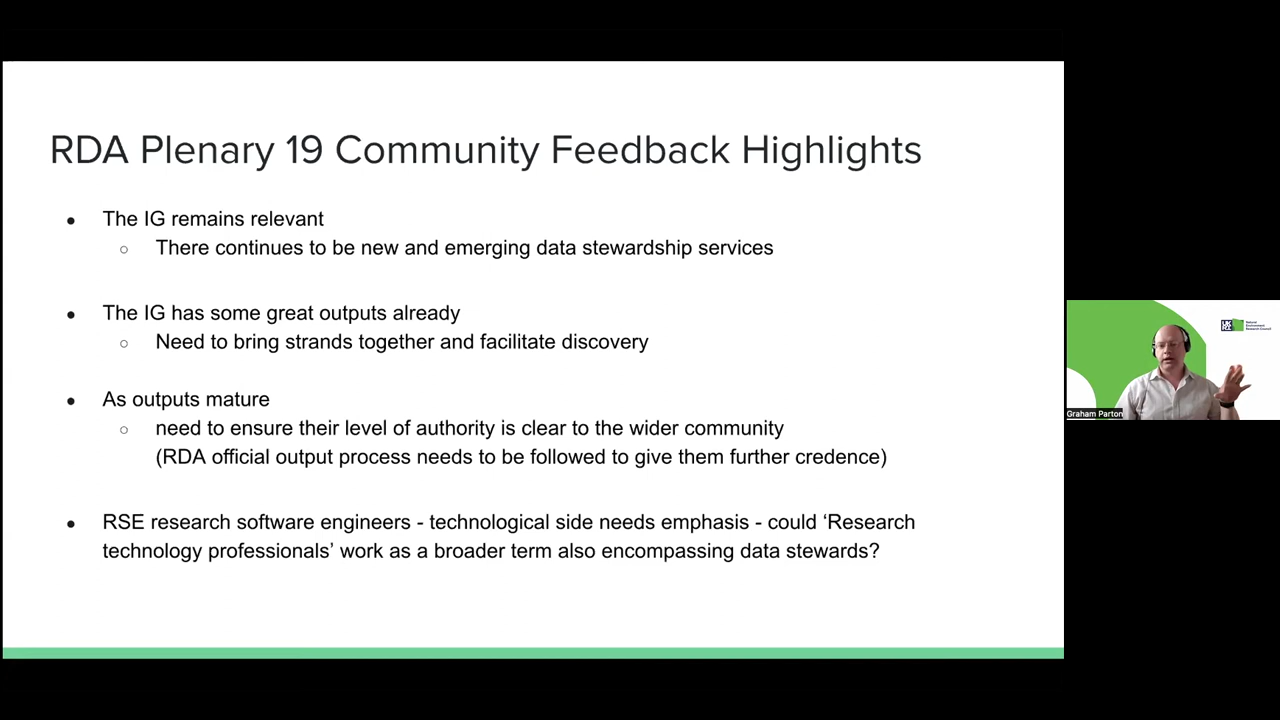 RDA Plenary 19 Community Feedback Highlights
● The IG remains relevant
○ There continues to be new and emerging data stewardship services
● The IG has some great outputs already
○ Need to bring strands together and facilitate discovery
● As outputs mature
○ need to ensure their level of authority is clear to the wider community
(RDA official output process needs to be followed to give them further credence)
● RSE research software engineers - technological side needs emphasis - could ‘Research
technology professionals’ work as a broader term also encompassing data stewards?
Natural
Environment
Research Council
Graham Parton